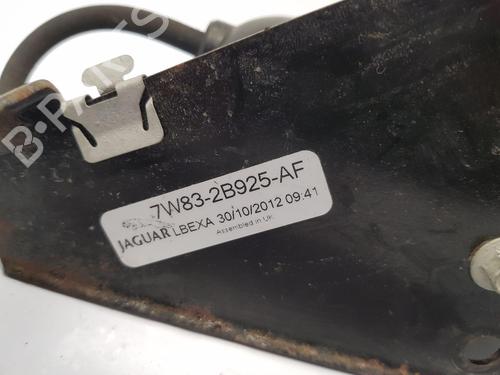 B-PARTS
7W83-2B925-AF
JAGUAR LBEXA 30/10/2012 09:41
Assembled in UK